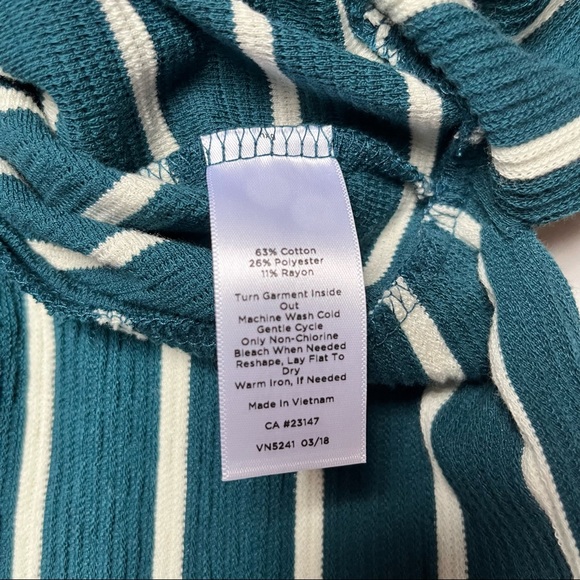 63% Cotton
26% Polyester
11% Rayon
Turn Garment Inside
Out
Machine Wash Cold
Gentle Cycle
Only Non-Chlorine
Bleach When Needed
Reshape, Lay Flat To
Dry
Warm Iron, If Needed
Made In Vietnam
CA #23147
VN5241 03/18